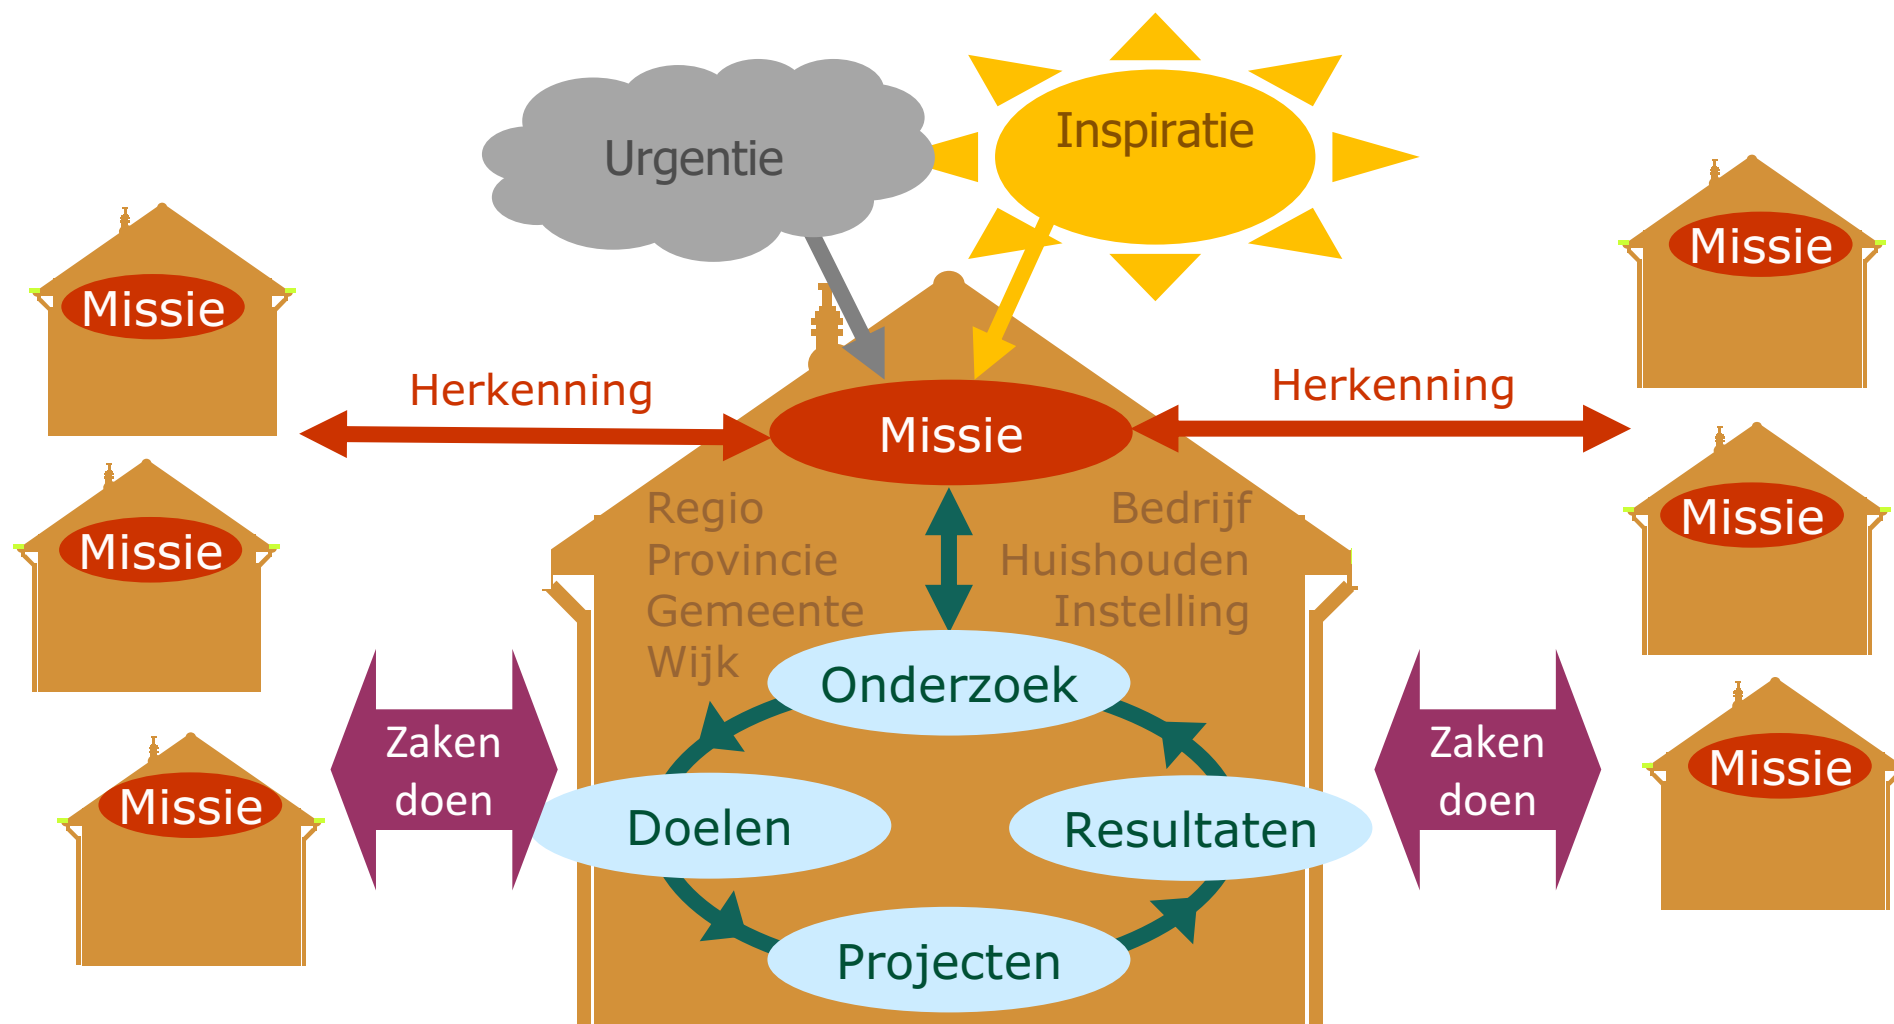 Urgentie
Inspiratie
Missie
Missie
Herkenning
Herkenning
Missie
Missie
Missie
Regio
Provincie
Gemeente
Wijk
Bedrijf
Huishouden
Instelling
Onderzoek
Zaken
doen
Zaken
doen
Missie
Missie
Doelen
Resultaten
Projecten